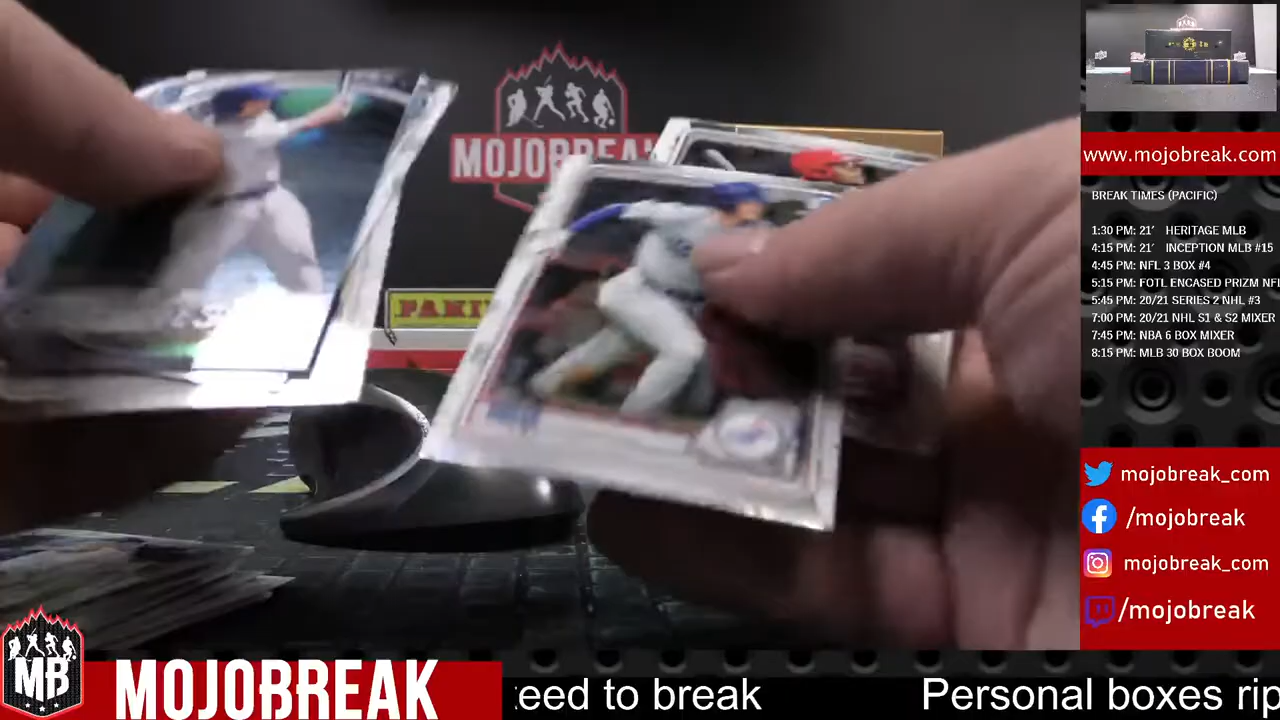 MOJOBREAK
PANINI
www.mojobreak.com
BREAK TIMES (PACIFIC)
1:30 PM: 21' HERITAGE MLB
4:15 PM: 21' INCEPTION MLB #15
4:45 PM: NFL 3 BOX #4
5:15 PM: FOTL ENCASED PRIZM NFL
5:45 PM: 20/21 SERIES 2 NHL #3
7:00 PM: 20/21 NHL S1 & S2 MIXER
7:45 PM: NBA 6 BOX MIXER
8:15 PM: MLB 30 BOX BOOM
mojobreak_com
/mojobreak
mojobreak_com
/mojobreak
MB MOJOBREAK eed to break Personal boxes rip